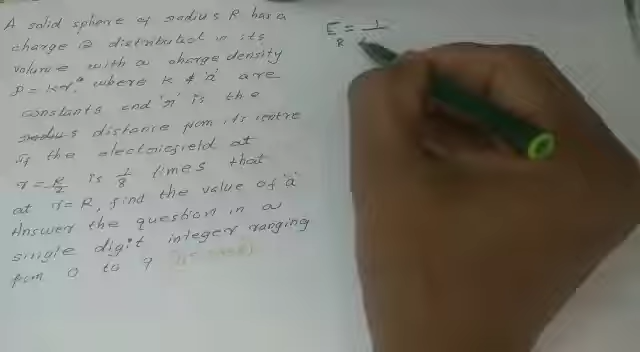 A solid sphere of radius R has a
charge Q distributed in its
volume with a charge density
ρ = kr^a where k & 'a' are
constants and 'r' is the
distance from its centre
If the electricfield at
r = R/2 is 1/8 times that
at r = R, find the value of 'a'
Answer the question in a
single digit integer ranging
from 0 to 9
E_R = 1